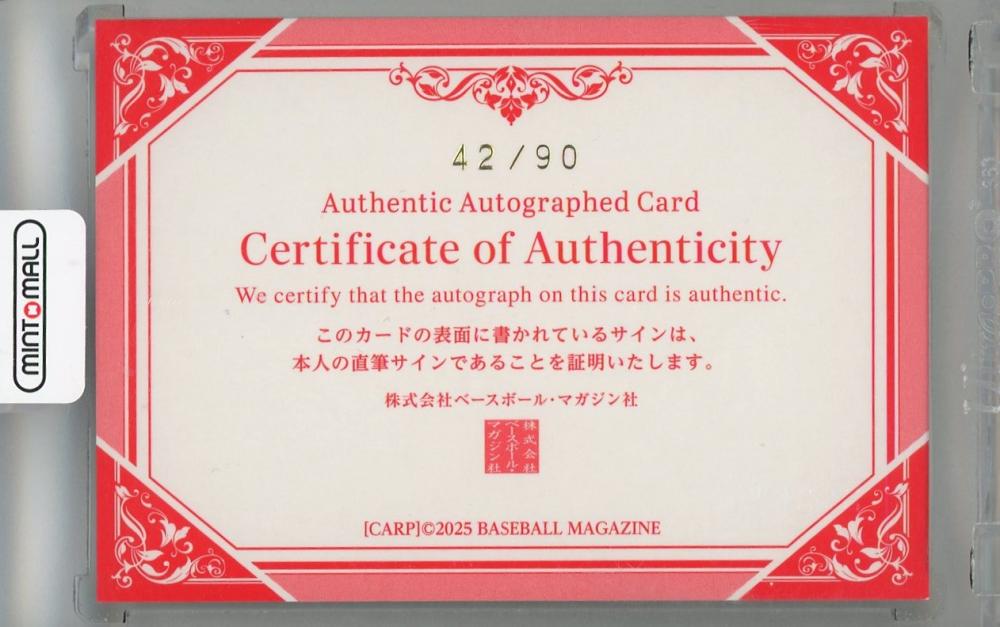 42/90
Authentic Autographed Card
Certificate of Authenticity
We certify that the autograph on this card is authentic.
このカードの表面に書かれているサインは、
本人の直筆サインであることを証明いたします。
株式会社ベースボール・マガジン社
株式会社
ベースボール・
マガジン社
[CARP]©2025 BASEBALL MAGAZINE
MINTOMALL